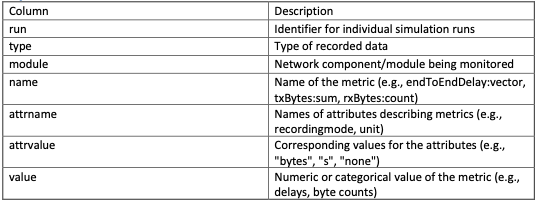 Column Description
run Identifier for individual simulation runs
type Type of recorded data
module Network component/module being monitored
name Name of the metric (e.g., endToEndDelay:vector,
txBytes:sum, rxBytes:count)
attrname Names of attributes describing metrics (e.g.,
recordingmode, unit)
attrvalue Corresponding values for the attributes (e.g.,
"bytes", "s", "none")
value Numeric or categorical value of the metric (e.g.,
delays, byte counts)